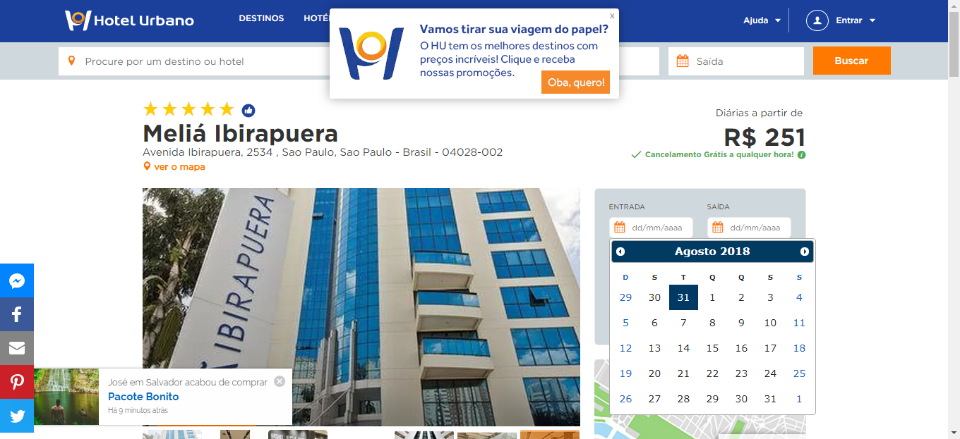 Hotel Urbano
DESTINOS
Ajuda
Entrar
Vamos tirar sua viagem do papel?
x
O HU tem os melhores destinos com
preços incríveis! Clique e receba
nossas promoções.
Oba, quero!
Procure por um destino ou hotel
Saída
Buscar
Meliá Ibirapuera
Avenida Ibirapuera, 2534 , Sao Paulo, Sao Paulo - Brasil - 04028-002
ver o mapa
Diárias a partir de
R$ 251
Cancelamento Grátis a qualquer hora!
IBIRAPUERA
ENTRADA SAÍDA
dd/mm/aaaa dd/mm/aaaa
Agosto 2018
D S T Q Q S S
29 30 31 1 2 3 4
5 6 7 8 9 10 11
12 13 14 15 16 17 18
19 20 21 22 23 24 25
26 27 28 29 30 31 1
José em Salvador acabou de comprar
Pacote Bonito
Há 9 minutos atrás